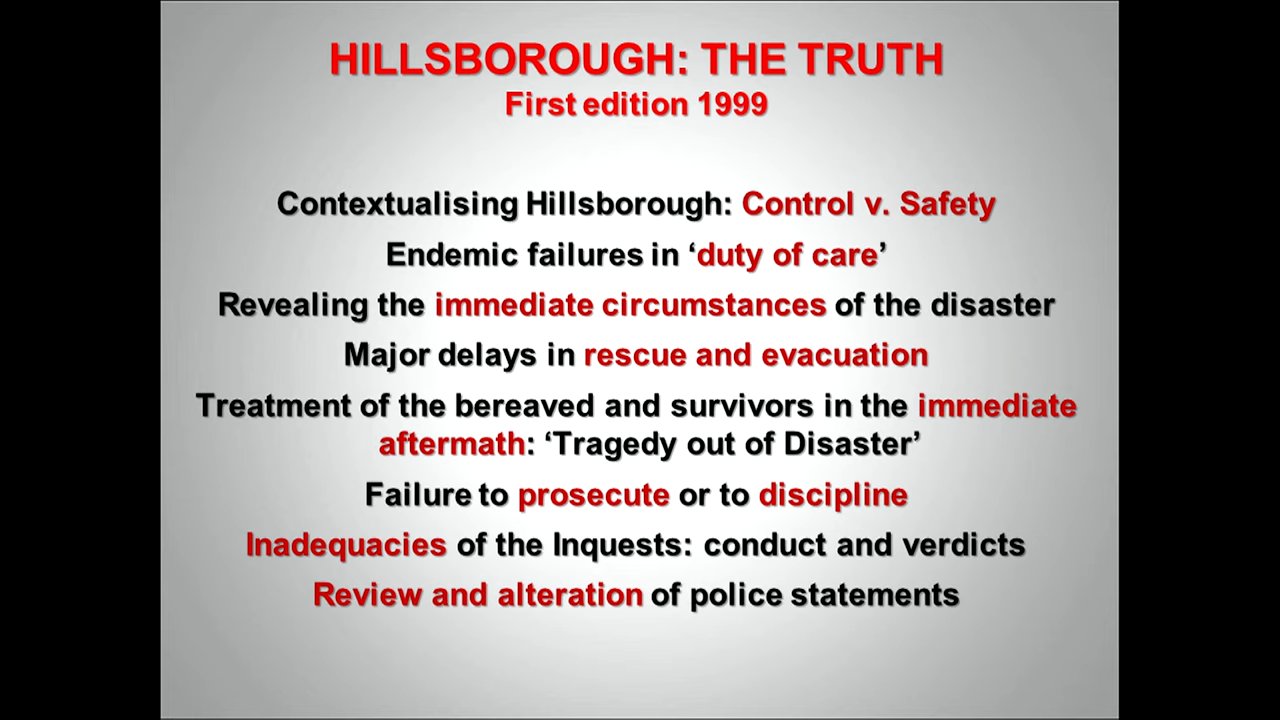 HILLSBOROUGH: THE TRUTH
First edition 1999
Contextualising Hillsborough: Control v. Safety
Endemic failures in ‘duty of care’
Revealing the immediate circumstances of the disaster
Major delays in rescue and evacuation
Treatment of the bereaved and survivors in the immediate
aftermath: ‘Tragedy out of Disaster’
Failure to prosecute or to discipline
Inadequacies of the Inquests: conduct and verdicts
Review and alteration of police statements